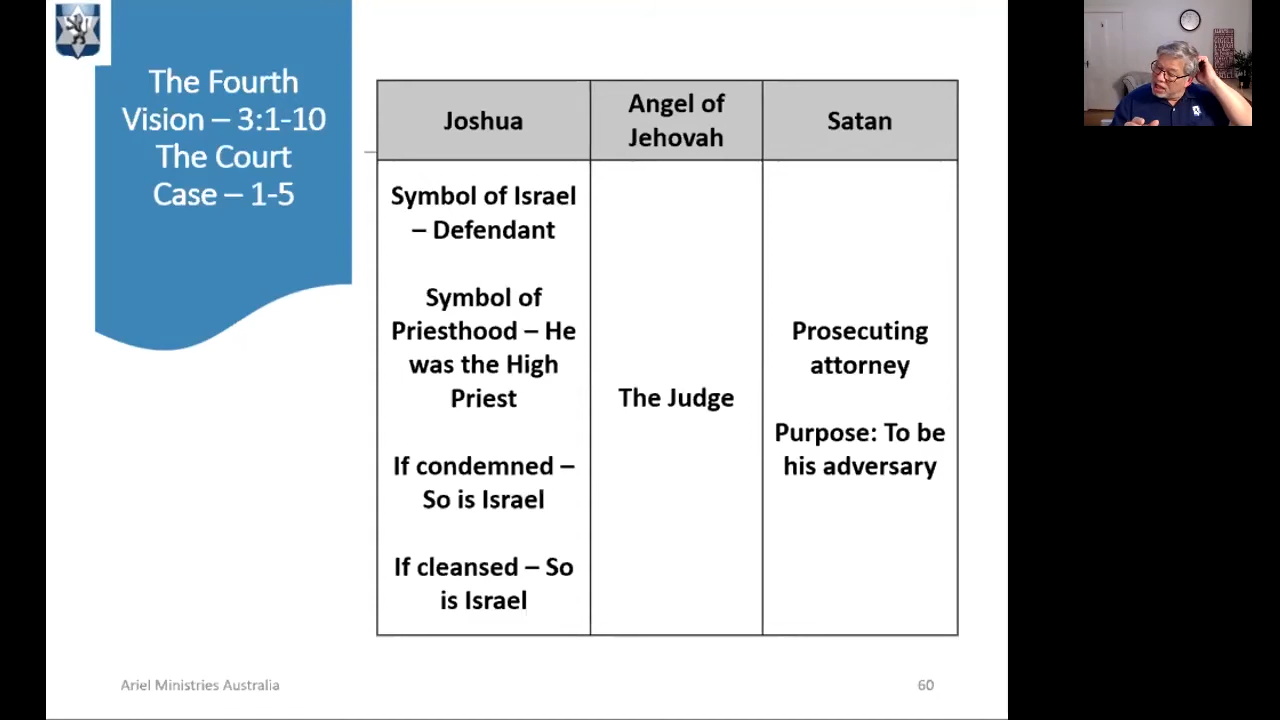 The Fourth
Vision – 3:1-10
The Court
Case – 1-5
Joshua
Angel of
Jehovah
Satan
Symbol of Israel
– Defendant
Symbol of
Priesthood – He
was the High
Priest
If condemned –
So is Israel
If cleansed – So
is Israel
The Judge
Prosecuting
attorney
Purpose: To be
his adversary
Ariel Ministries Australia
60